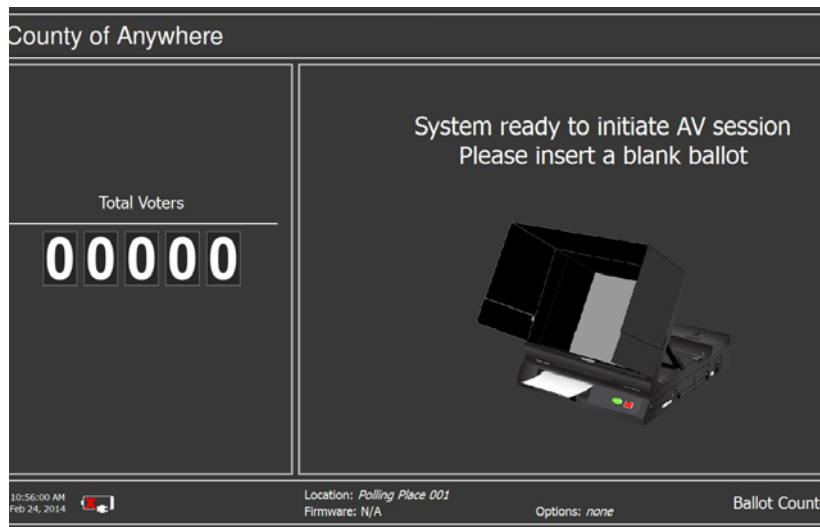 County of Anywhere
System ready to initiate AV session
Please insert a blank ballot
Total Voters
00000
10:56:00 AM
Feb 24, 2014
Location: Polling Place 001
Firmware: N/A
Options: none
Ballot Count